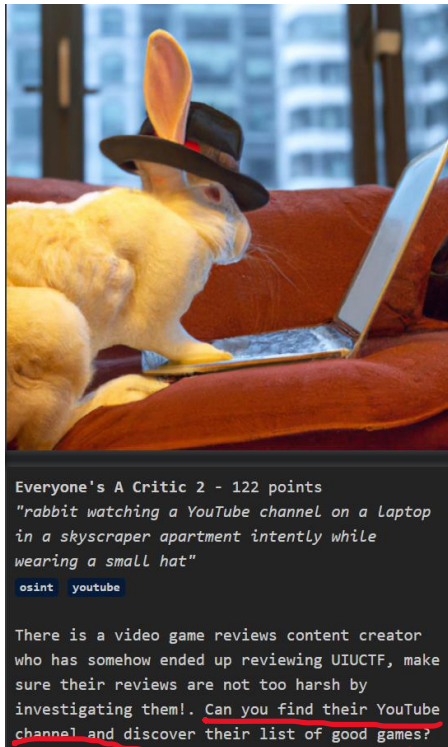 Everyone's A Critic 2 - 122 points
"rabbit watching a YouTube channel on a laptop
in a skyscraper apartment intently while
wearing a small hat"
osint youtube
There is a video game reviews content creator
who has somehow ended up reviewing UIUCTF, make
sure their reviews are not too harsh by
investigating them!. Can you find their YouTube
channel and discover their list of good games?